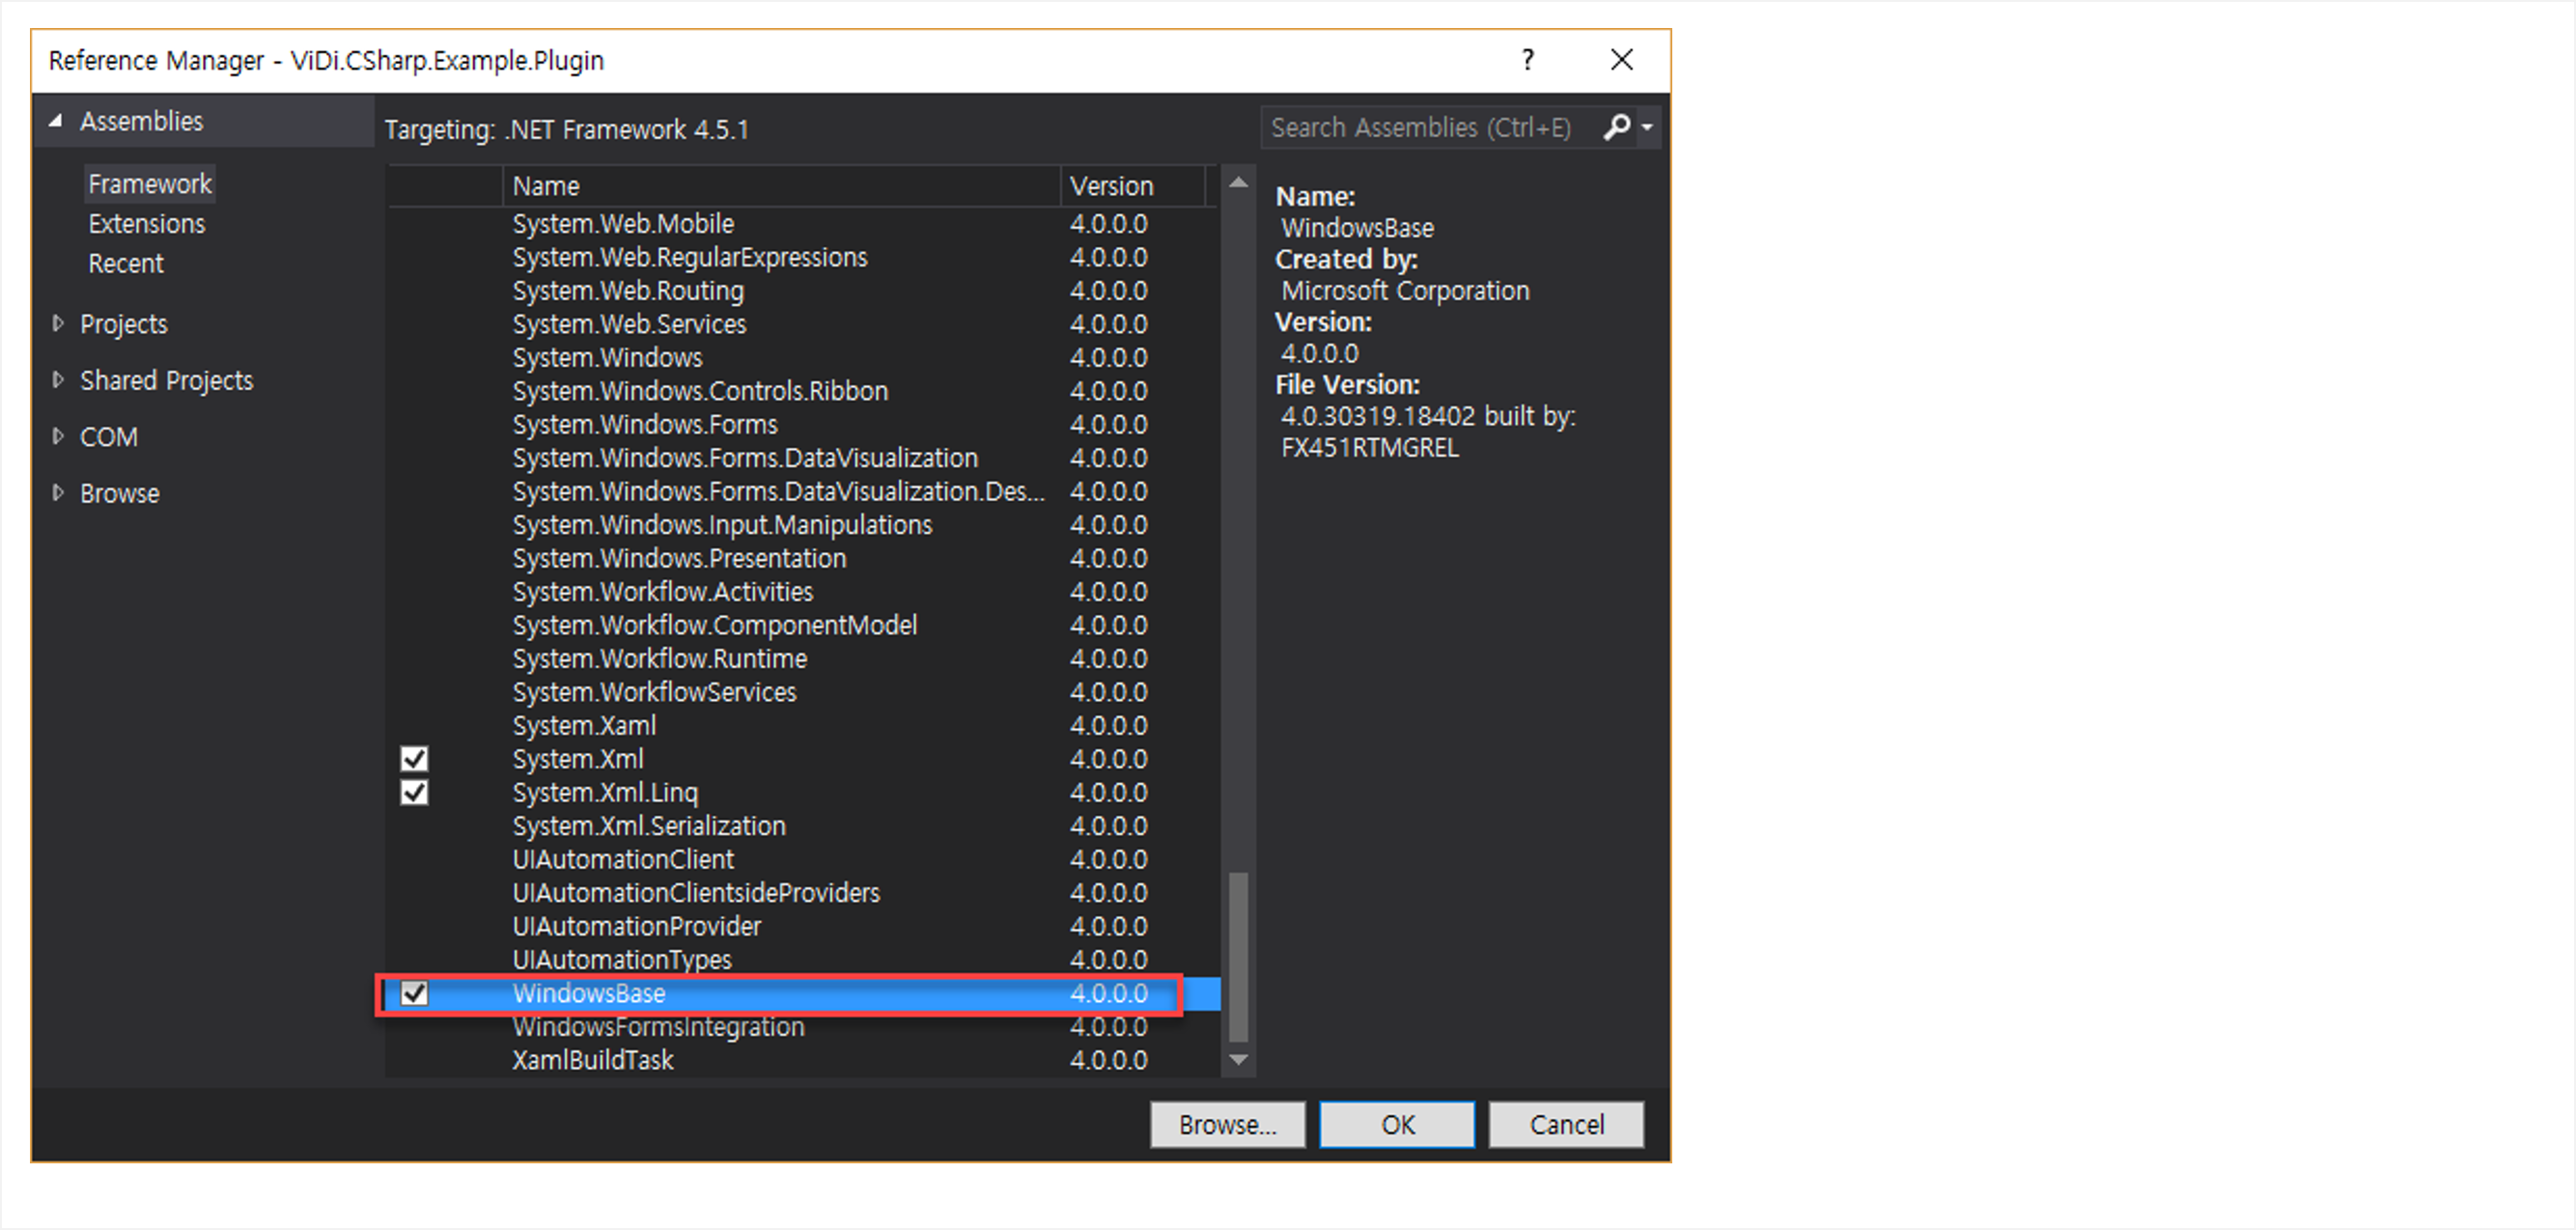 Reference Manager - ViDi.CSharp.Example.Plugin
?
Assemblies
Framework
Extensions
Recent
Projects
Shared Projects
COM
Browse
Targeting: .NET Framework 4.5.1
Search Assemblies (Ctrl+E)
Name Version
System.Web.Mobile 4.0.0.0
System.Web.RegularExpressions 4.0.0.0
System.Web.Routing 4.0.0.0
System.Web.Services 4.0.0.0
System.Windows 4.0.0.0
System.Windows.Controls.Ribbon 4.0.0.0
System.Windows.Forms 4.0.0.0
System.Windows.Forms.DataVisualization 4.0.0.0
System.Windows.Forms.DataVisualization.Des... 4.0.0.0
System.Windows.Input.Manipulations 4.0.0.0
System.Windows.Presentation 4.0.0.0
System.Workflow.Activities 4.0.0.0
System.Workflow.ComponentModel 4.0.0.0
System.Workflow.Runtime 4.0.0.0
System.WorkflowServices 4.0.0.0
System.Xaml 4.0.0.0
System.Xml 4.0.0.0
System.Xml.Linq 4.0.0.0
System.Xml.Serialization 4.0.0.0
UIAutomationClient 4.0.0.0
UIAutomationClientsideProviders 4.0.0.0
UIAutomationProvider 4.0.0.0
UIAutomationTypes 4.0.0.0
WindowsBase 4.0.0.0
WindowsFormsIntegration 4.0.0.0
XamlBuildTask 4.0.0.0
Name:
WindowsBase
Created by:
Microsoft Corporation
Version:
4.0.0.0
File Version:
4.0.30319.18402 built by:
FX451RTMGREL
Browse... OK Cancel